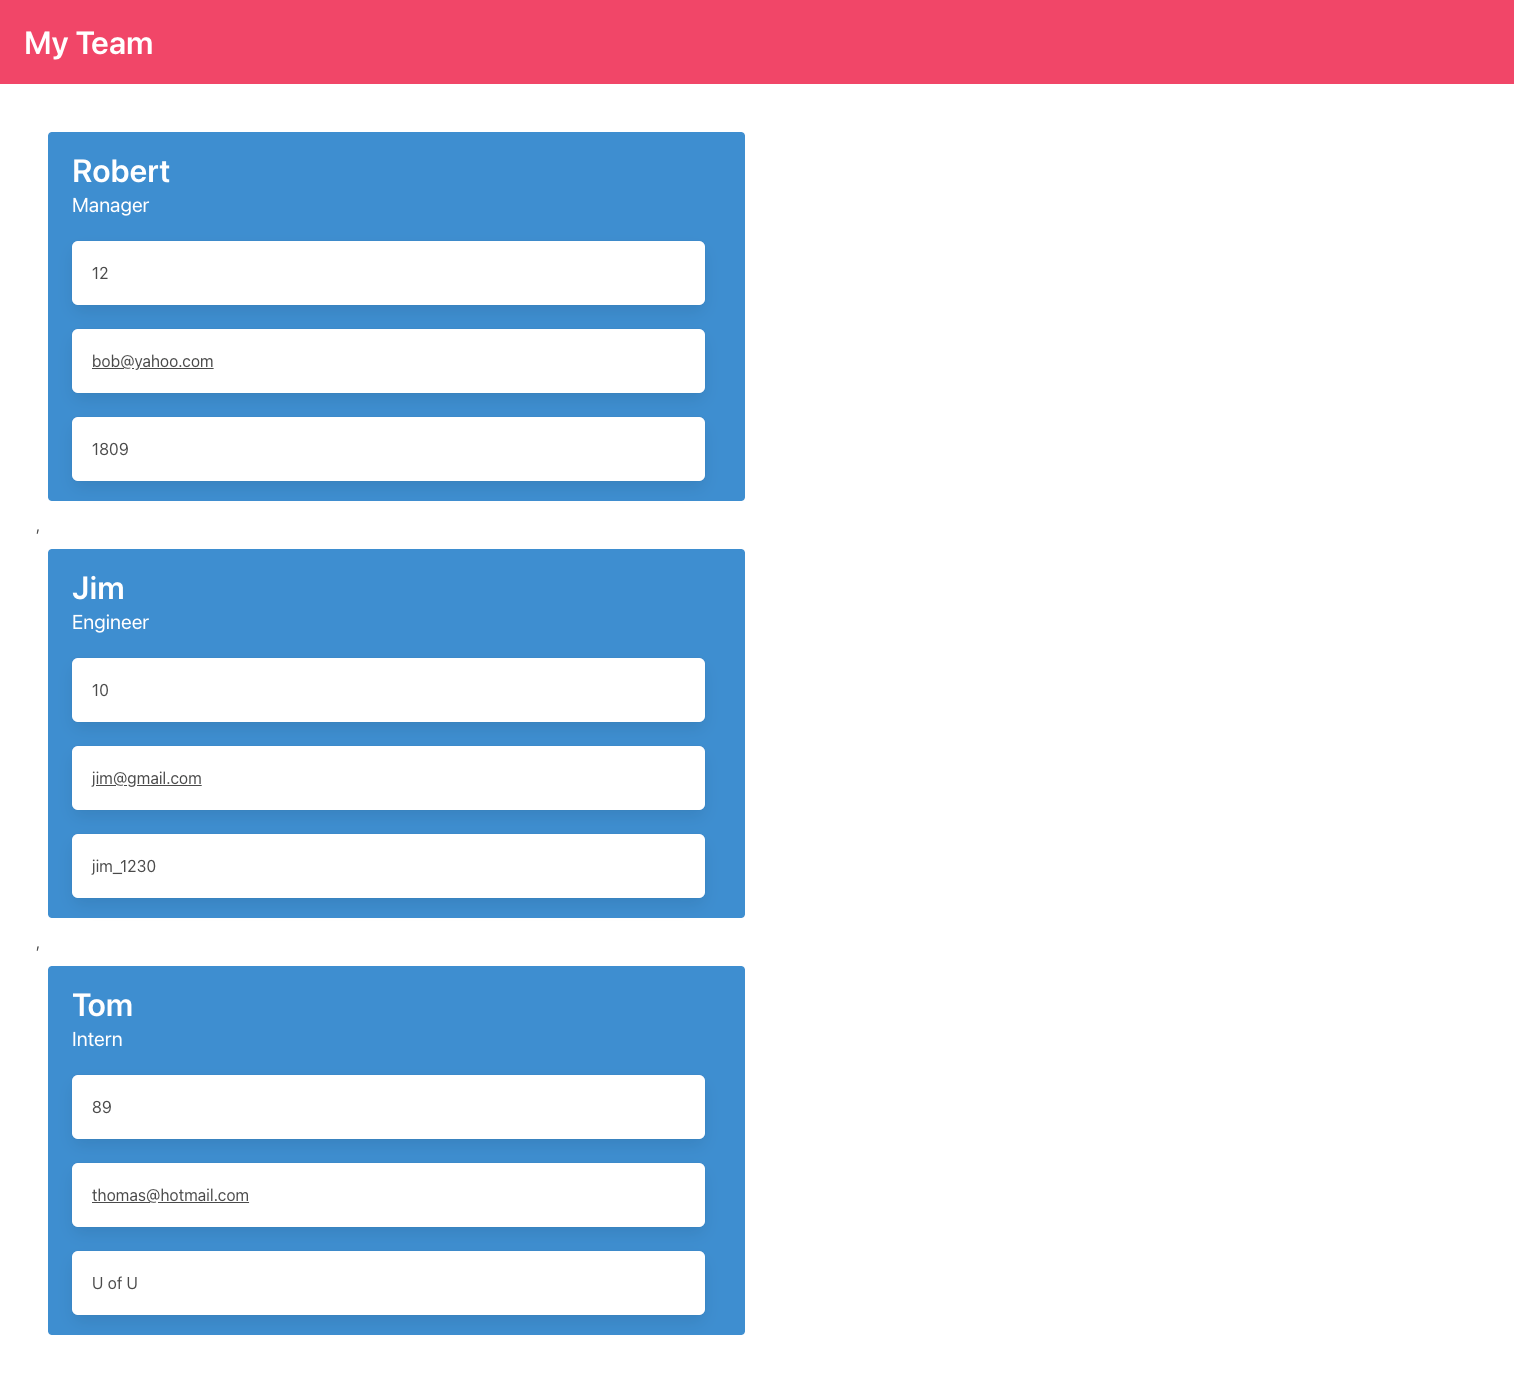 My Team
Robert
Manager
12
bob@yahoo.com
1809
,
Jim
Engineer
10
jim@gmail.com
jim_1230
,
Tom
Intern
89
thomas@hotmail.com
U of U